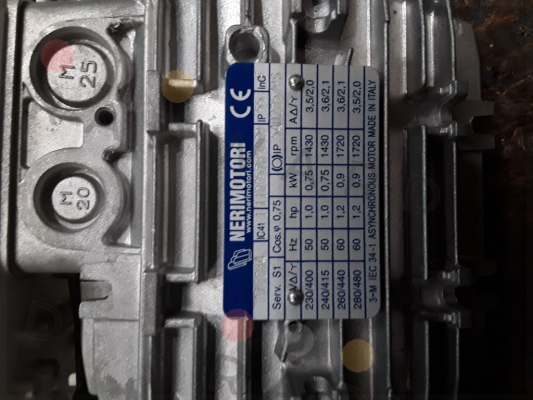 M
25
M
20
NERIMOTORI
www.nerimotori.com
CE
IC41 IP InC
Serv. S1 Cos.φ 0,75 IP
V∆/Y Hz hp kW rpm A∆/Y
230/400 50 1,0 0,75 1430 3,5/2,0
240/415 50 1,0 0,75 1430 3,6/2,1
260/440 60 1,2 0,9 1720 3,6/2,1
280/480 60 1,2 0,9 1720 3,5/2,0
3~M IEC 34-1 ASYNCHRONOUS MOTOR MADE IN ITALY